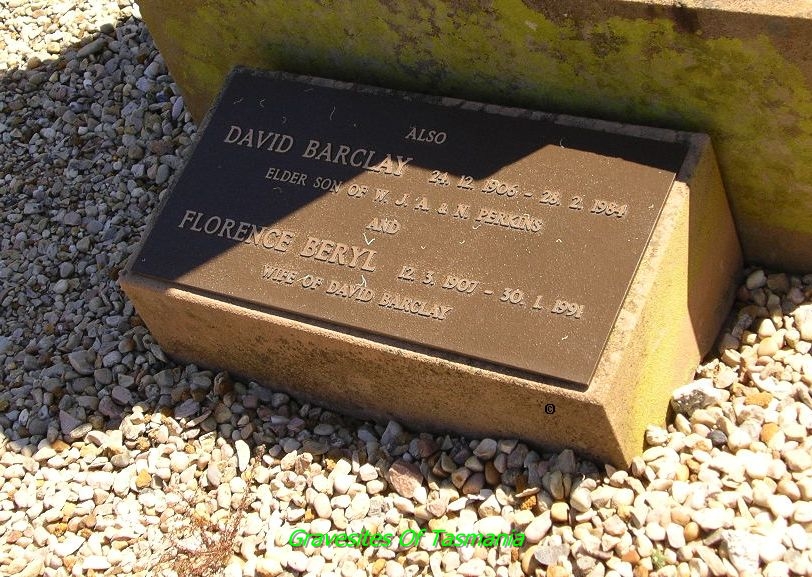 ALSO
DAVID BARCLAY 24. 12. 1906 - 28. 2. 1984
ELDER SON OF W. J. A. & N. PERKINS
AND
FLORENCE BERYL 12. 3. 1907 - 30. 1. 1991
WIFE OF DAVID BARCLAY
Gravesites Of Tasmania